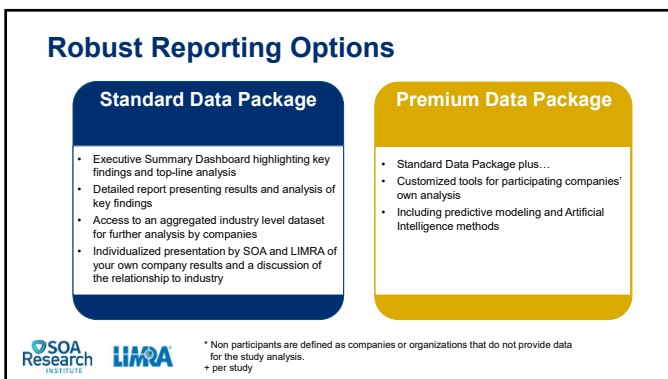 Robust Reporting Options
Standard Data Package
• Executive Summary Dashboard highlighting key
findings and top-line analysis
• Detailed report presenting results and analysis of
key findings
• Access to an aggregated industry level dataset
for further analysis by companies
• Individualized presentation by SOA and LIMRA of
your own company results and a discussion of
the relationship to industry
Premium Data Package
• Standard Data Package plus…
• Customized tools for participating companies’
own analysis
• Including predictive modeling and Artificial
Intelligence methods
SOA
Research
INSTITUTE
LIMRA
* Non participants are defined as companies or organizations that do not provide data
for the study analysis.
+ per study